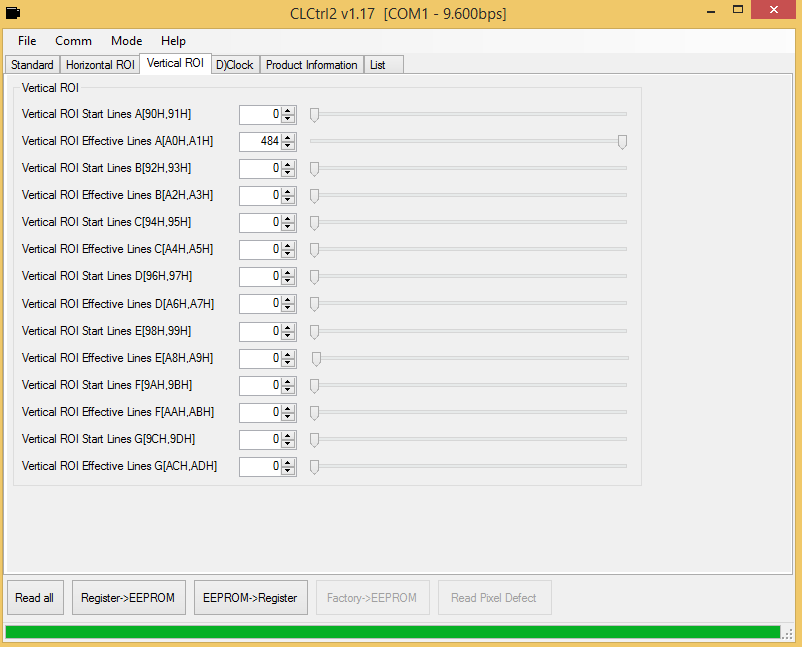 CLCtrl2 v1.17 [COM1 - 9.600bps]
File Comm Mode Help
Standard Horizontal ROI Vertical ROI D)Clock Product Information List
Vertical ROI
Vertical ROI Start Lines A[90H,91H] 0
Vertical ROI Effective Lines A[A0H,A1H] 484
Vertical ROI Start Lines B[92H,93H] 0
Vertical ROI Effective Lines B[A2H,A3H] 0
Vertical ROI Start Lines C[94H,95H] 0
Vertical ROI Effective Lines C[A4H,A5H] 0
Vertical ROI Start Lines D[96H,97H] 0
Vertical ROI Effective Lines D[A6H,A7H] 0
Vertical ROI Start Lines E[98H,99H] 0
Vertical ROI Effective Lines E[A8H,A9H] 0
Vertical ROI Start Lines F[9AH,9BH] 0
Vertical ROI Effective Lines F[AAH,ABH] 0
Vertical ROI Start Lines G[9CH,9DH] 0
Vertical ROI Effective Lines G[ACH,ADH] 0
Read all Register->EEPROM EEPROM->Register Factory->EEPROM Read Pixel Defect